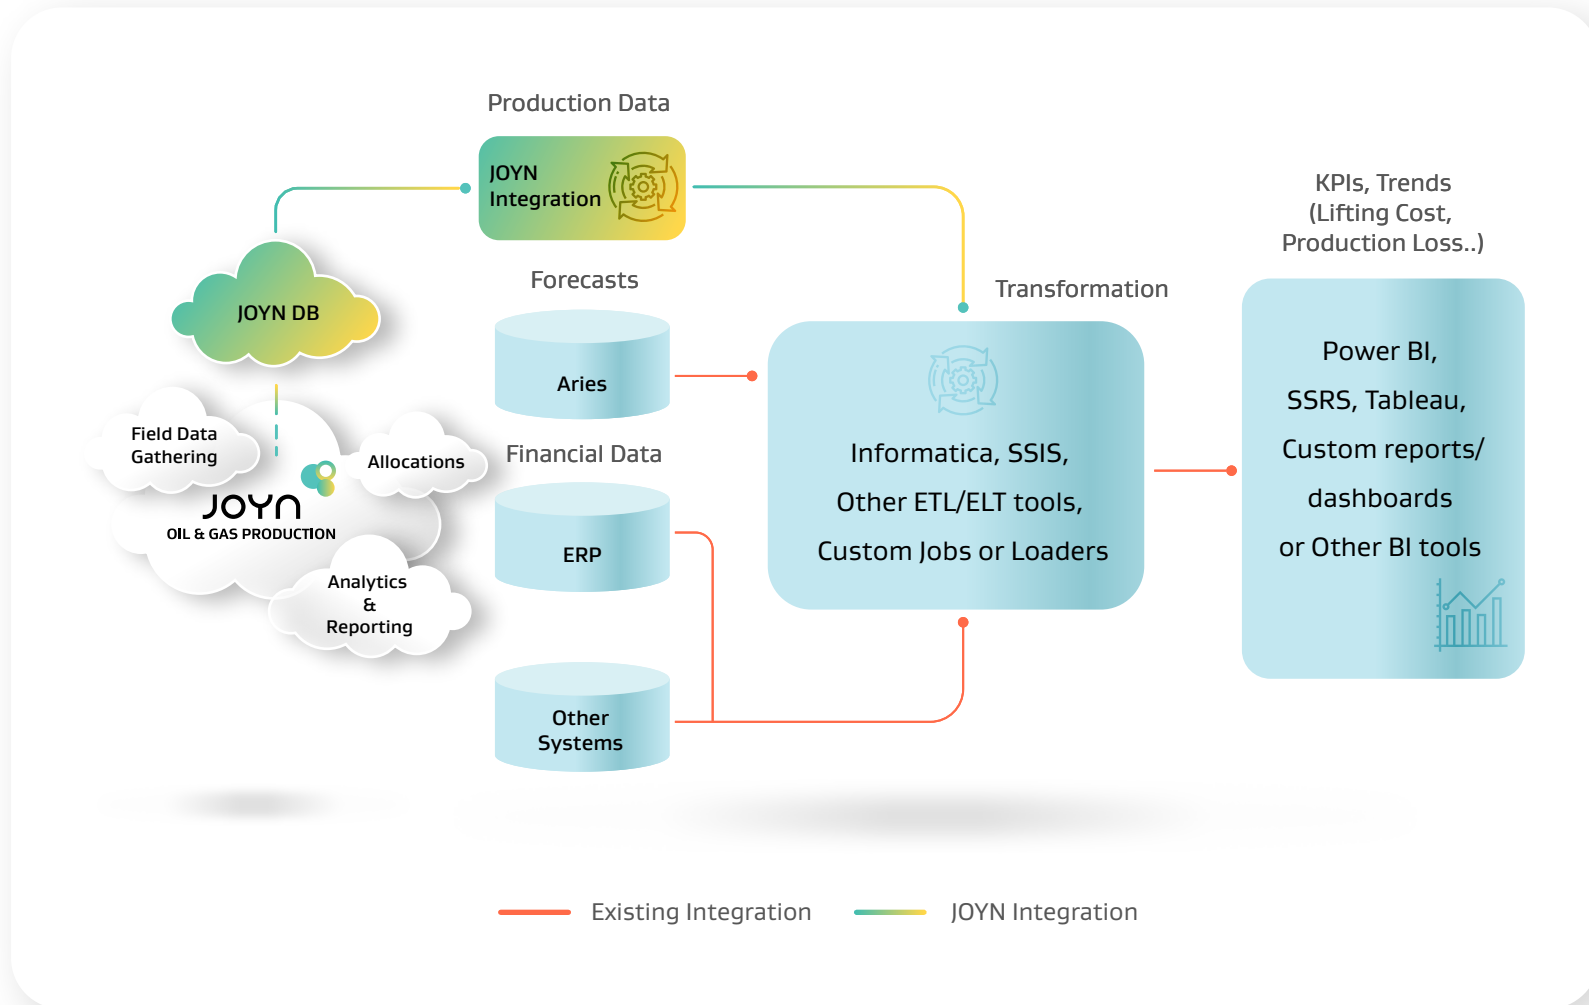 Production Data
JOYN
Integration
KPIs, Trends
(Lifting Cost,
Production Loss..)
Forecasts
Transformation
JOYN DB
Aries
Power BI,
SSRS, Tableau,
Custom reports/
dashboards
or Other BI tools
Field Data
Gathering
Allocations
Financial Data
JOYN
OIL & GAS PRODUCTION
Informatica, SSIS,
Other ETL/ELT tools,
Custom Jobs or Loaders
ERP
Analytics
&
Reporting
Other
Systems
Existing Integration
JOYN Integration